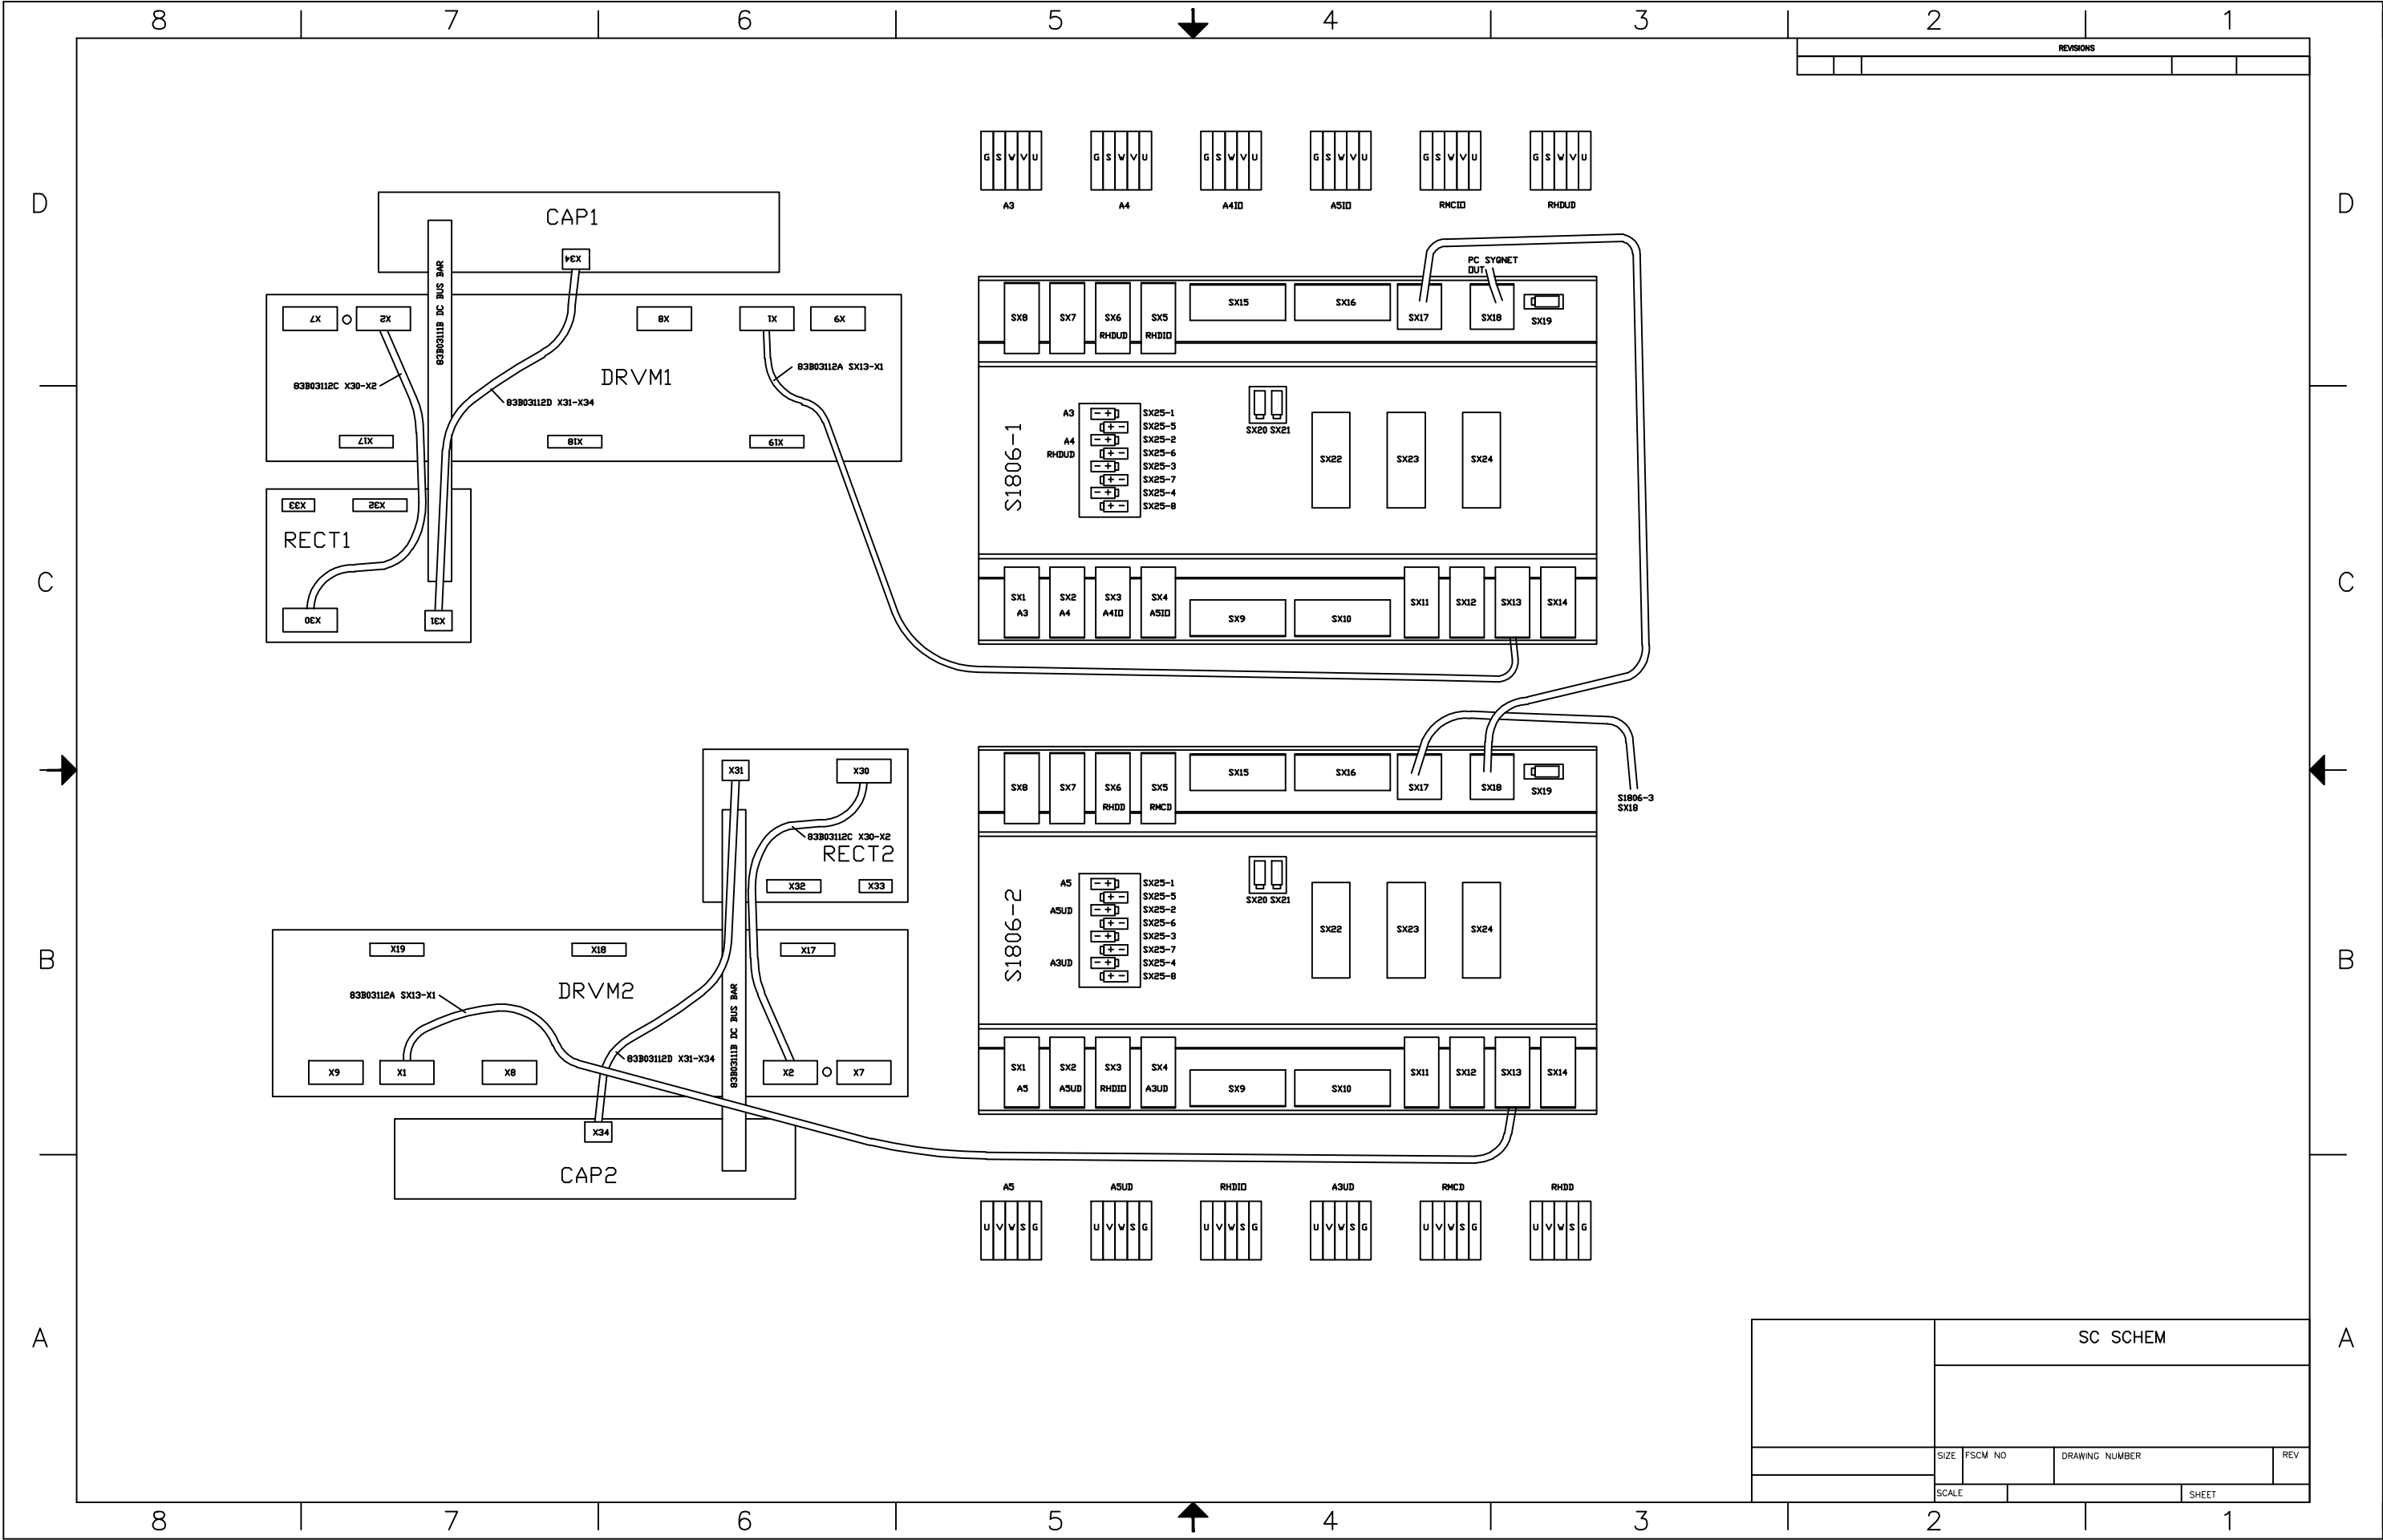 8 7 6 5 4 3 2 1
REVISIONS
G S W V U
G S W V U
G S W V U
G S W V U
G S W V U
G S W V U
A3
A4
A4IO
A5IO
RMCIO
RHDUD
D
D
CAP1
X34
83B03111B DC BUS BAR
X7
X2
X8
X1
X9
83B03112C X30-X2
83B03112D X31-X34
DRVM1
83B03112A SX13-X1
X17
X18
X19
X33
X32
RECT1
X30
X31
PC SYQNET
OUT
SX8
SX7
SX6
RHDUD
SX5
RHDIO
SX15
SX16
SX17
SX18
SX19
S1806-1
A3
A4
RHDUD
- +
+ -
- +
+ -
- +
+ -
- +
+ -
SX25-1
SX25-5
SX25-2
SX25-6
SX25-3
SX25-7
SX25-4
SX25-8
SX20 SX21
SX22
SX23
SX24
C
C
SX1
A3
SX2
A4
SX3
A4IO
SX4
A5IO
SX9
SX10
SX11
SX12
SX13
SX14
X31
X30
83B03112C X30-X2
RECT2
X32
X33
X19
X18
X17
83B03112A SX13-X1
DRVM2
83B03111B DC BUS BAR
83B03112D X31-X34
X9
X1
X8
X2
X7
X34
CAP2
SX8
SX7
SX6
RHDD
SX5
RMCD
SX15
SX16
SX17
SX18
SX19
S1806-3
SX18
S1806-2
A5
A5UD
A3UD
- +
+ -
- +
+ -
- +
+ -
- +
+ -
SX25-1
SX25-5
SX25-2
SX25-6
SX25-3
SX25-7
SX25-4
SX25-8
SX20 SX21
SX22
SX23
SX24
B
B
SX1
A5
SX2
A5UD
SX3
RHDIO
SX4
A3UD
SX9
SX10
SX11
SX12
SX13
SX14
A5
A5UD
RHDIO
A3UD
RMCD
RHDD
U V W S G
U V W S G
U V W S G
U V W S G
U V W S G
U V W S G
A
A
SC SCHEM
SIZE
FSCM NO
DRAWING NUMBER
REV
SCALE
SHEET
8 7 6 5 4 3 2 1